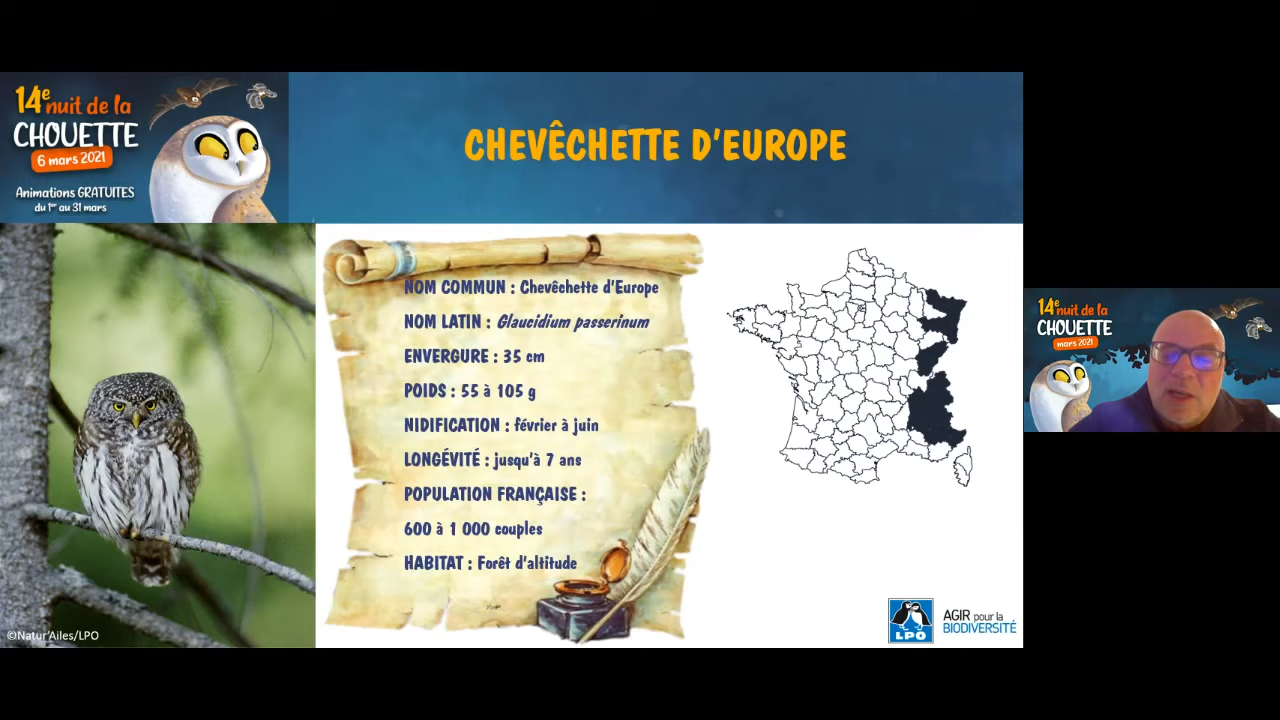 14e nuit de la
CHOUETTE
6 mars 2021
Animations GRATUITES
du 1er au 31 mars
CHEVÊCHETTE D'EUROPE
NOM COMMUN : Chevêchette d'Europe
NOM LATIN : Glaucidium passerinum
ENVERGURE : 35 cm
POIDS : 55 à 105 g
NIDIFICATION : février à juin
LONGÉVITÉ : jusqu'à 7 ans
POPULATION FRANÇAISE :
600 à 1 000 couples
HABITAT : Forêt d'altitude
©Natur'Ailes/LPO
LPO
AGIR pour la
BIODIVERSITÉ
14e nuit de la
CHOUETTE
mars 2021